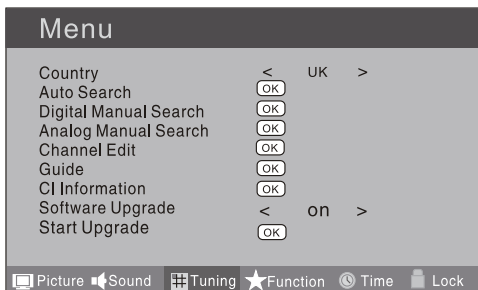 Menu
Country < UK >
Auto Search OK
Digital Manual Search OK
Analog Manual Search OK
Channel Edit OK
Guide OK
CI Information OK
Software Upgrade < on >
Start Upgrade OK
Picture Sound Tuning Function Time Lock